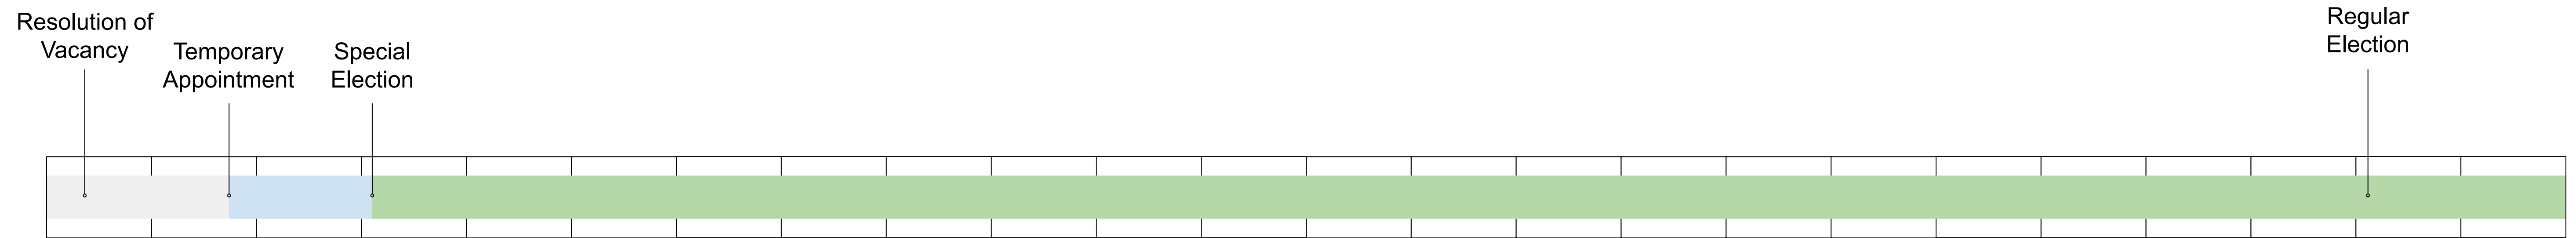 Resolution of
Vacancy
Temporary
Appointment
Special
Election
Regular
Election